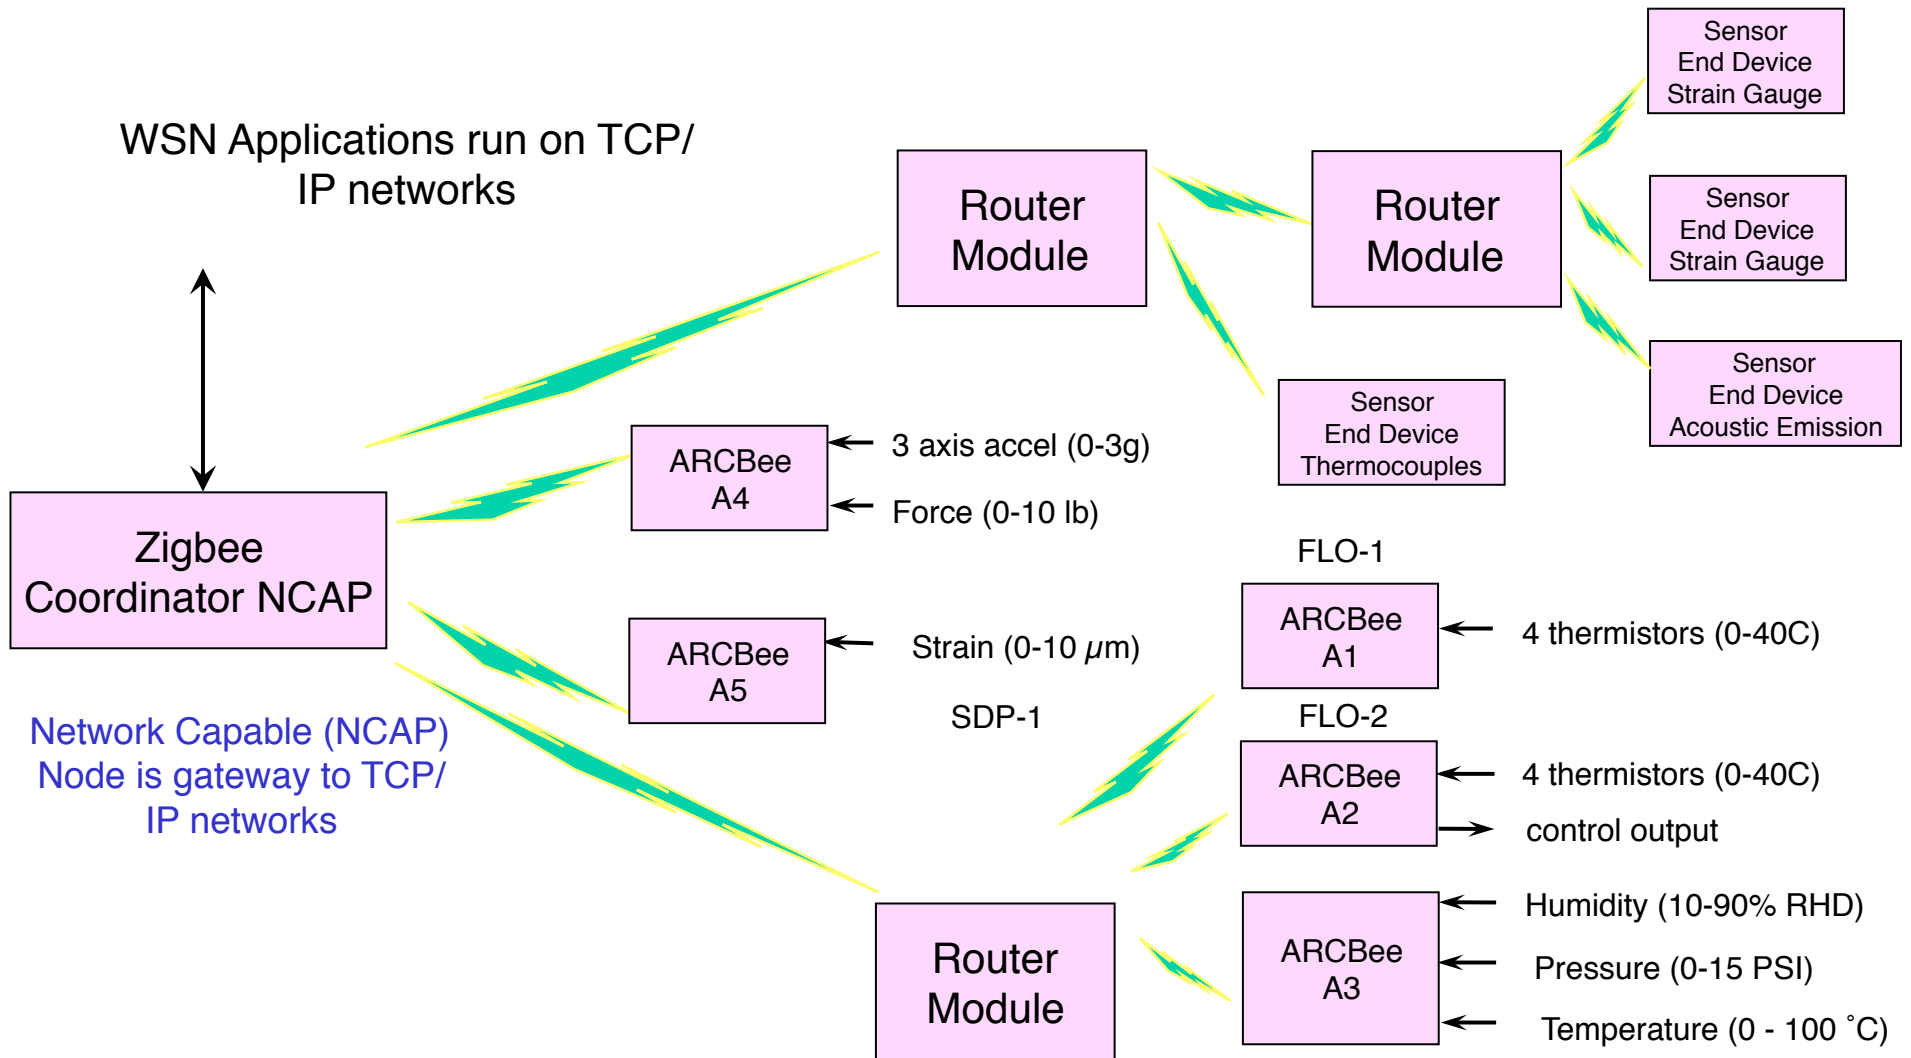 WSN Applications run on TCP/
IP networks
Router
Module
Router
Module
Sensor
End Device
Strain Gauge
Sensor
End Device
Strain Gauge
Sensor
End Device
Acoustic Emission
Sensor
End Device
Thermocouples
ARCBee
A4
3 axis accel (0-3g)
Force (0-10 lb)
Zigbee
Coordinator NCAP
Network Capable (NCAP)
Node is gateway to TCP/
IP networks
ARCBee
A5
Strain (0-10 µm)
SDP-1
FLO-1
ARCBee
A1
4 thermistors (0-40C)
FLO-2
ARCBee
A2
4 thermistors (0-40C)
control output
Router
Module
ARCBee
A3
Humidity (10-90% RHD)
Pressure (0-15 PSI)
Temperature (0 - 100 ˚C)